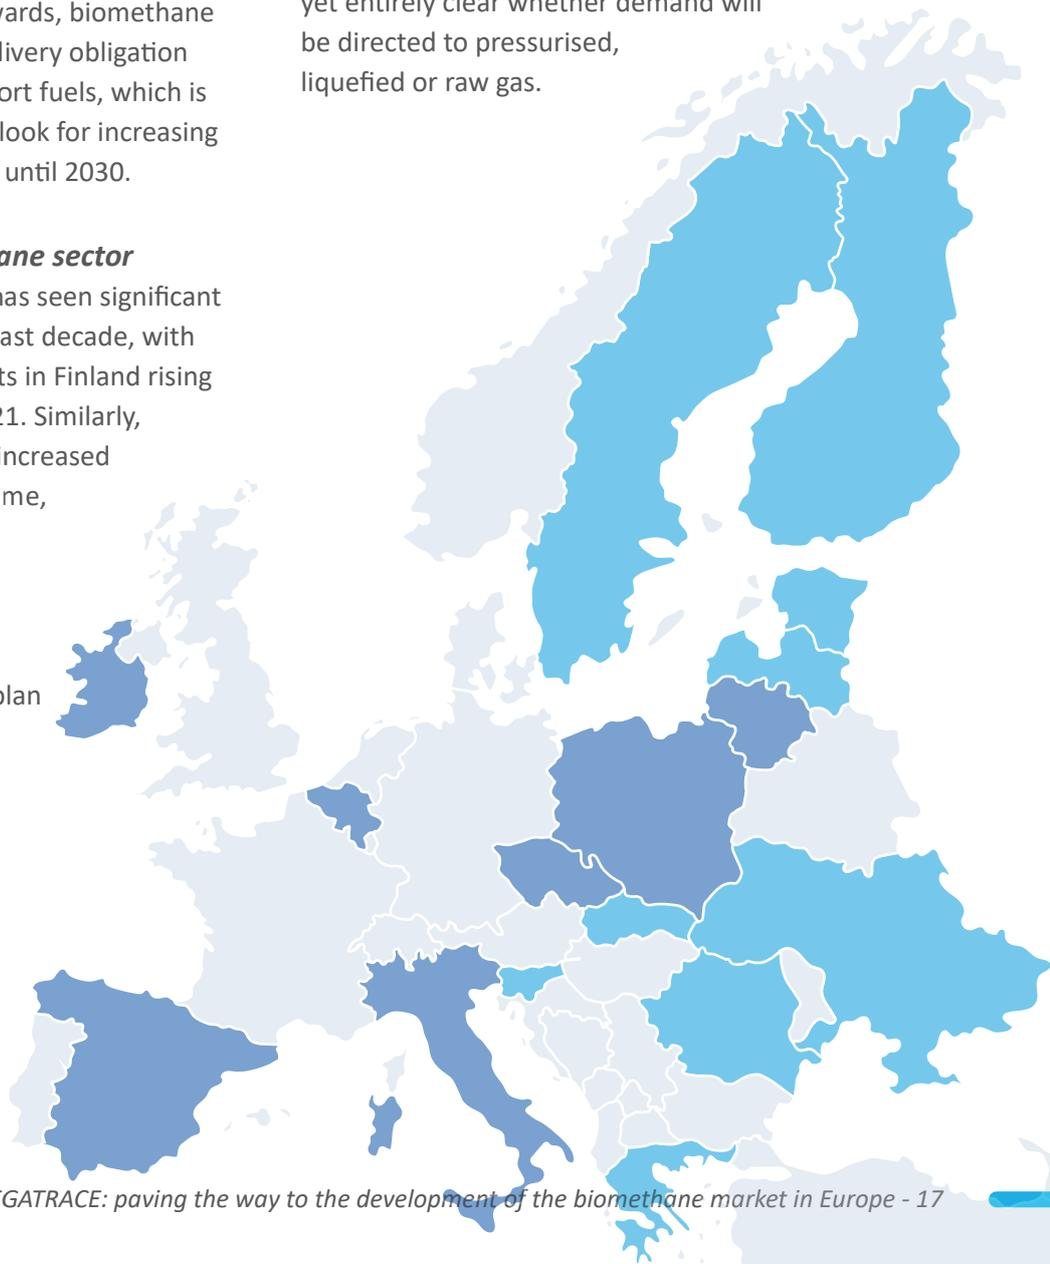 wards, biomethane
livery obligation
ort fuels, which is
look for increasing
until 2030.
ane sector
has seen significant
ast decade, with
ts in Finland rising
21. Similarly,
increased
me,
plan
yet entirely clear whether demand will
be directed to pressurised,
liquefied or raw gas.
EGATRACE: paving the way to the development of the biomethane market in Europe - 17